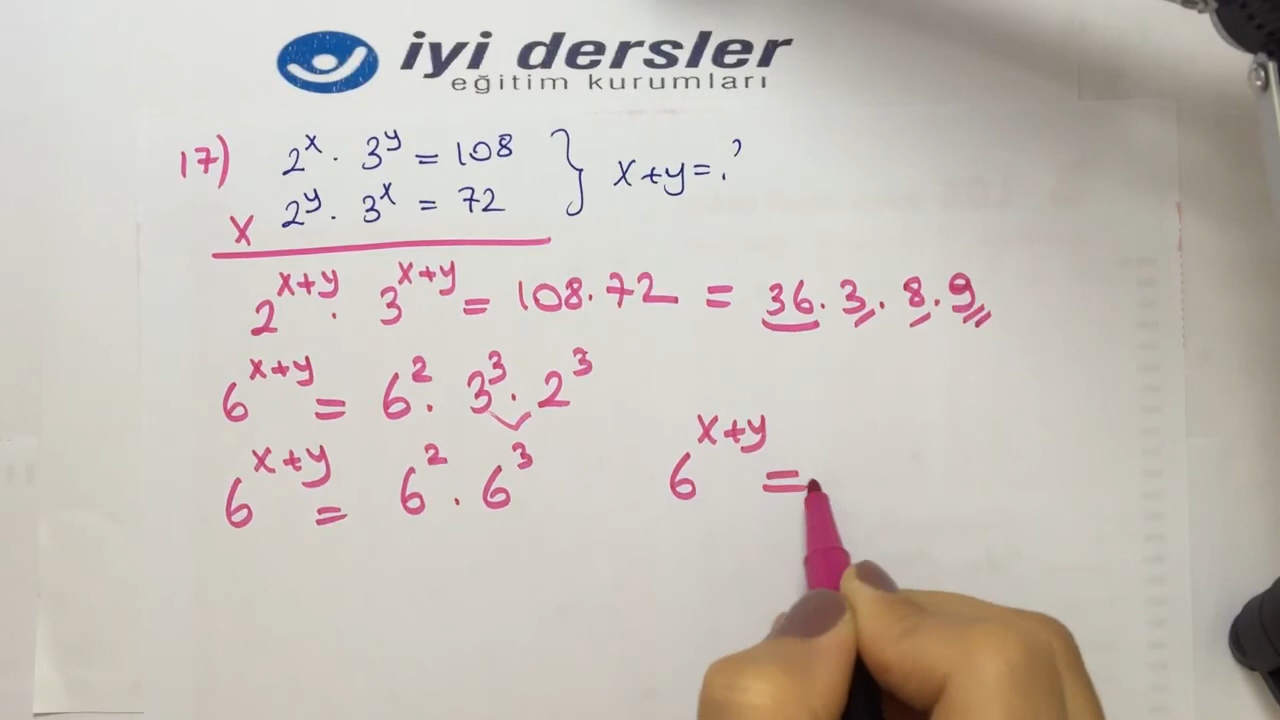 iyi dersler
eğitim kurumları
17) 2^x · 3^y = 108 } x+y=?
x 2^y · 3^x = 72
2^(x+y) · 3^(x+y) = 108.72 = 36.3.8.9
6^(x+y) = 6^2 · 3^3 · 2^3
6^(x+y) = 6^2 · 6^3
6^(x+y) =